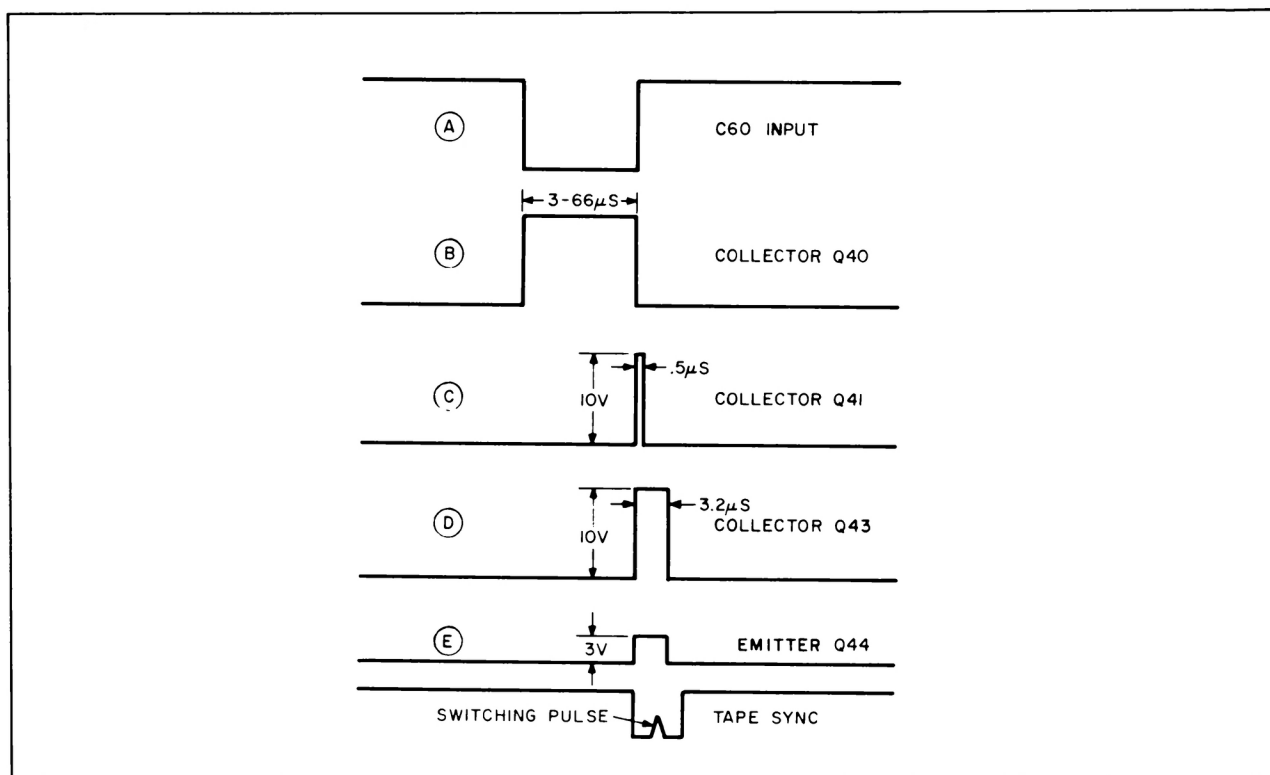 A
C60 INPUT
3-66μS
B
COLLECTOR Q40
.5μS
C
10V
COLLECTOR Q41
3.2μS
D
10V
COLLECTOR Q43
E
3V
EMITTER Q44
SWITCHING PULSE
TAPE SYNC